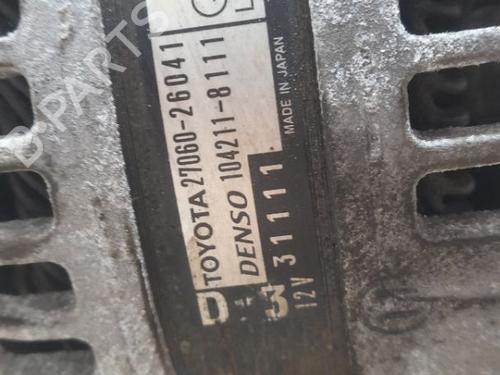 TOYOTA 27060-26041
DENSO 104211-8111
MADE IN JAPAN
D-3 31111
12V
B-PARTS